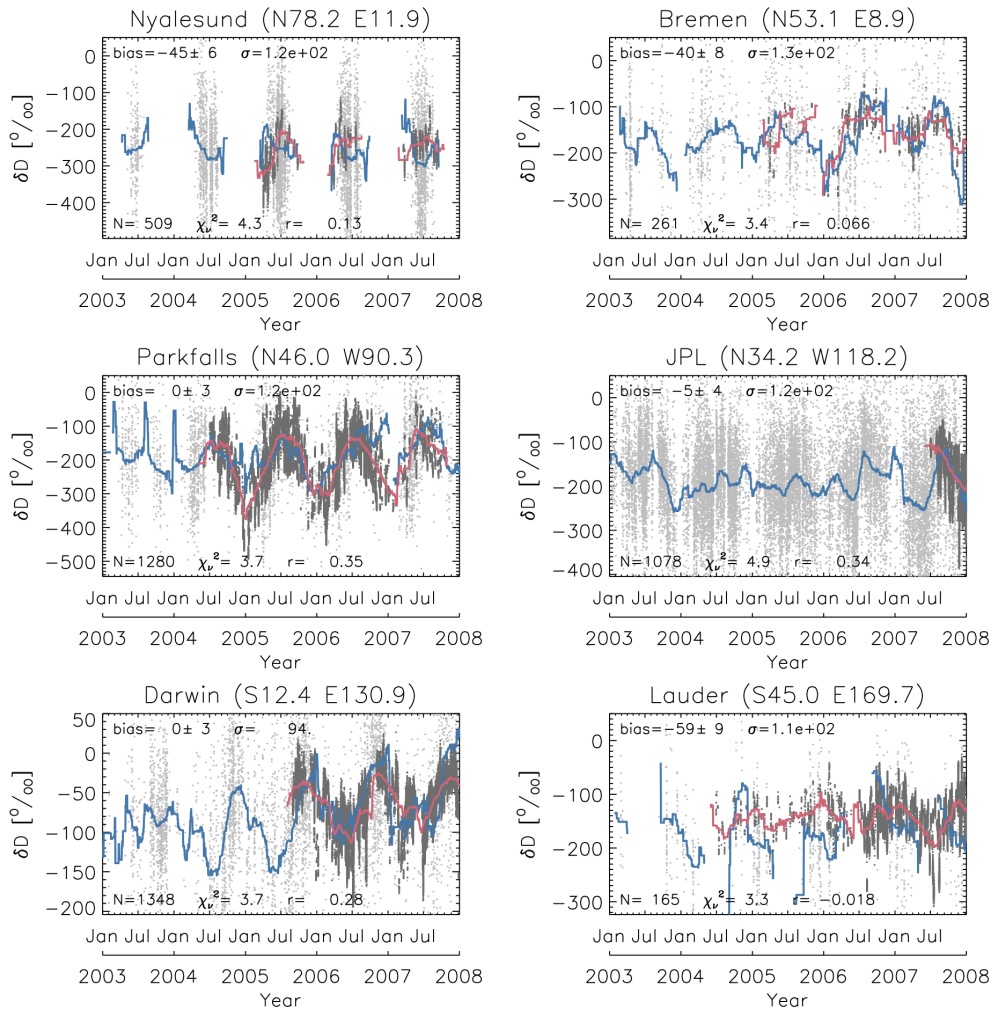 Nyalesund (N78.2 E11.9)
bias=−45± 6 σ=1.2e+02
0
−100
−200
−300
−400
δD [°/∞]
N= 509 χν²= 4.3 r= 0.13
Jan Jul Jan Jul Jan Jul Jan Jul Jan Jul
2003 2004 2005 2006 2007 2008
Year
Bremen (N53.1 E8.9)
bias=−40± 8 σ=1.3e+02
0
−100
−200
−300
δD [°/∞]
N= 261 χν²= 3.4 r= 0.066
Jan Jul Jan Jul Jan Jul Jan Jul Jan Jul
2003 2004 2005 2006 2007 2008
Year
Parkfalls (N46.0 W90.3)
bias= 0± 3 σ=1.2e+02
0
−100
−200
−300
−400
−500
δD [°/∞]
N=1280 χν²= 3.7 r= 0.35
Jan Jul Jan Jul Jan Jul Jan Jul Jan Jul
2003 2004 2005 2006 2007 2008
Year
JPL (N34.2 W118.2)
bias= −5± 4 σ=1.2e+02
0
−100
−200
−300
−400
δD [°/∞]
N=1078 χν²= 4.9 r= 0.34
Jan Jul Jan Jul Jan Jul Jan Jul Jan Jul
2003 2004 2005 2006 2007 2008
Year
Darwin (S12.4 E130.9)
bias= 0± 3 σ= 94.
50
0
−50
−100
−150
−200
δD [°/∞]
N=1348 χν²= 3.7 r= 0.28
Jan Jul Jan Jul Jan Jul Jan Jul Jan Jul
2003 2004 2005 2006 2007 2008
Year
Lauder (S45.0 E169.7)
bias=−59± 9 σ=1.1e+02
0
−100
−200
−300
δD [°/∞]
N= 165 χν²= 3.3 r= −0.018
Jan Jul Jan Jul Jan Jul Jan Jul Jan Jul
2003 2004 2005 2006 2007 2008
Year